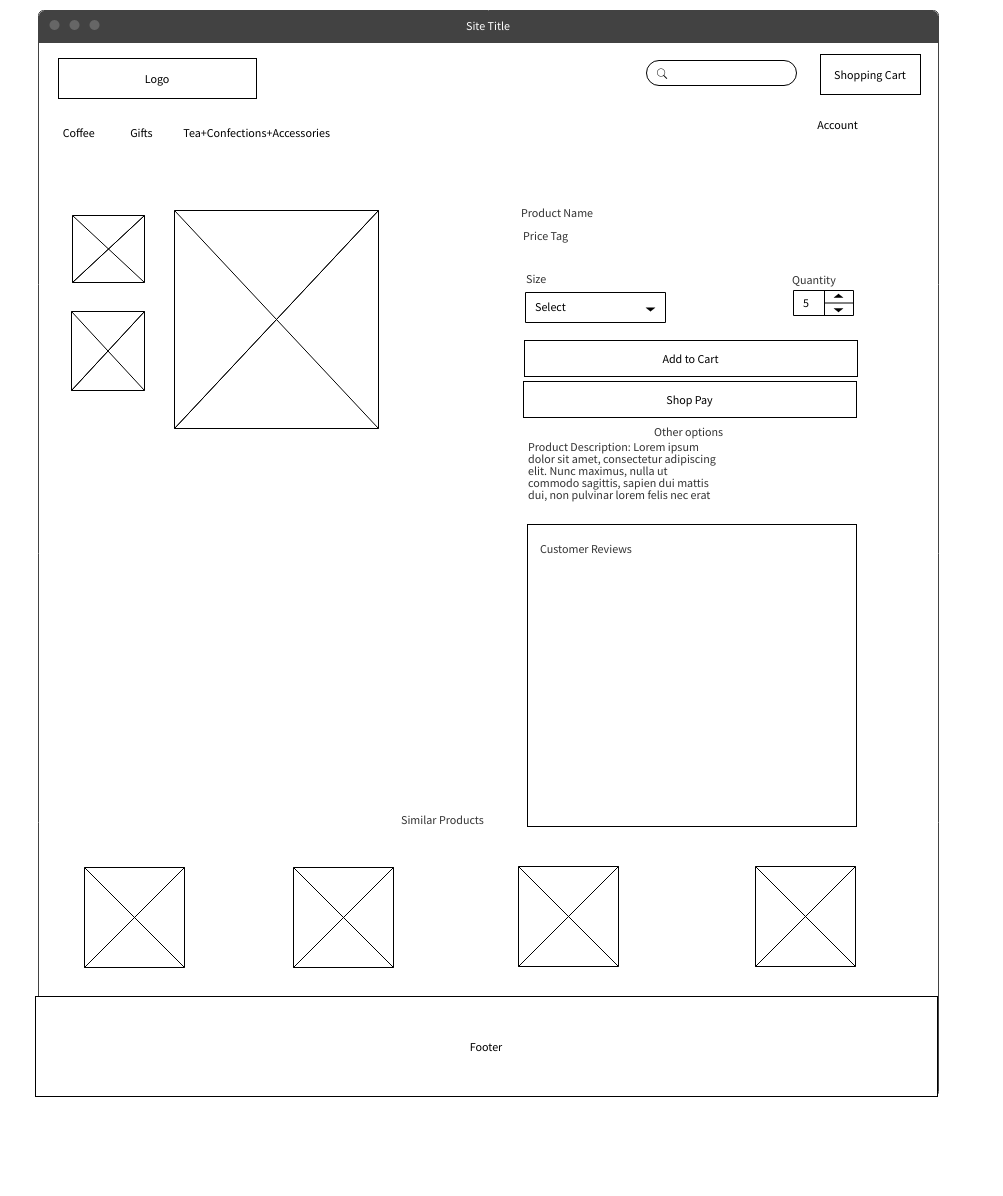 Site Title
Logo
Shopping Cart
Coffee
Gifts
Tea+Confections+Accessories
Account
Product Name
Price Tag
Size
Quantity
Select
5
Add to Cart
Shop Pay
Other options
Product Description: Lorem ipsum
dolor sit amet, consectetur adipiscing
elit. Nunc maximus, nulla ut
commodo sagittis, sapien dui mattis
dui, non pulvinar lorem felis nec erat
Customer Reviews
Similar Products
Footer